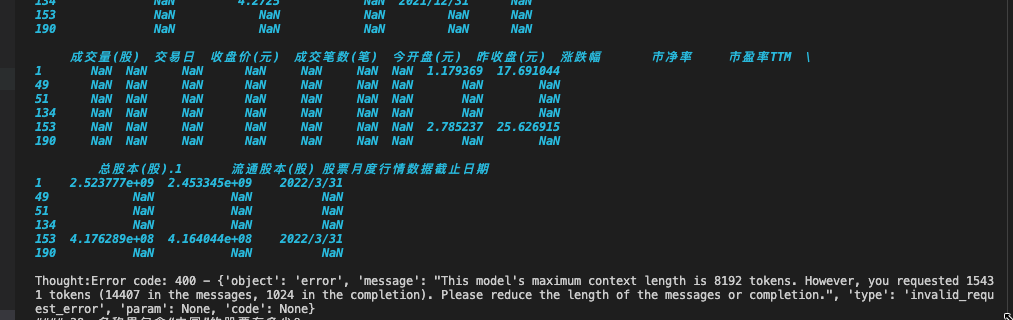 134 NaN 4.2725 NaN 2021/12/31 NaN
153 NaN NaN NaN NaN NaN
190 NaN NaN NaN NaN NaN
成交量(股) 交易日 收盘价(元) 成交笔数(笔) 今开盘(元) 昨收盘(元) 涨跌幅 市净率 市盈率TTM \
1 NaN NaN NaN NaN NaN NaN NaN 1.179369 17.691044
49 NaN NaN NaN NaN NaN NaN NaN NaN NaN
51 NaN NaN NaN NaN NaN NaN NaN NaN NaN
134 NaN NaN NaN NaN NaN NaN NaN NaN NaN
153 NaN NaN NaN NaN NaN NaN NaN 2.785237 25.626915
190 NaN NaN NaN NaN NaN NaN NaN NaN NaN
总股本(股).1 流通股本(股) 股票月度行情数据截止日期
1 2.523777e+09 2.453345e+09 2022/3/31
49 NaN NaN NaN
51 NaN NaN NaN
134 NaN NaN NaN
153 4.176289e+08 4.164044e+08 2022/3/31
190 NaN NaN NaN
Thought:Error code: 400 - {'object': 'error', 'message': "This model's maximum context length is 8192 tokens. However, you requested 1543
1 tokens (14407 in the messages, 1024 in the completion). Please reduce the length of the messages or completion.", 'type': 'invalid_requ
est_error', 'param': None, 'code': None}